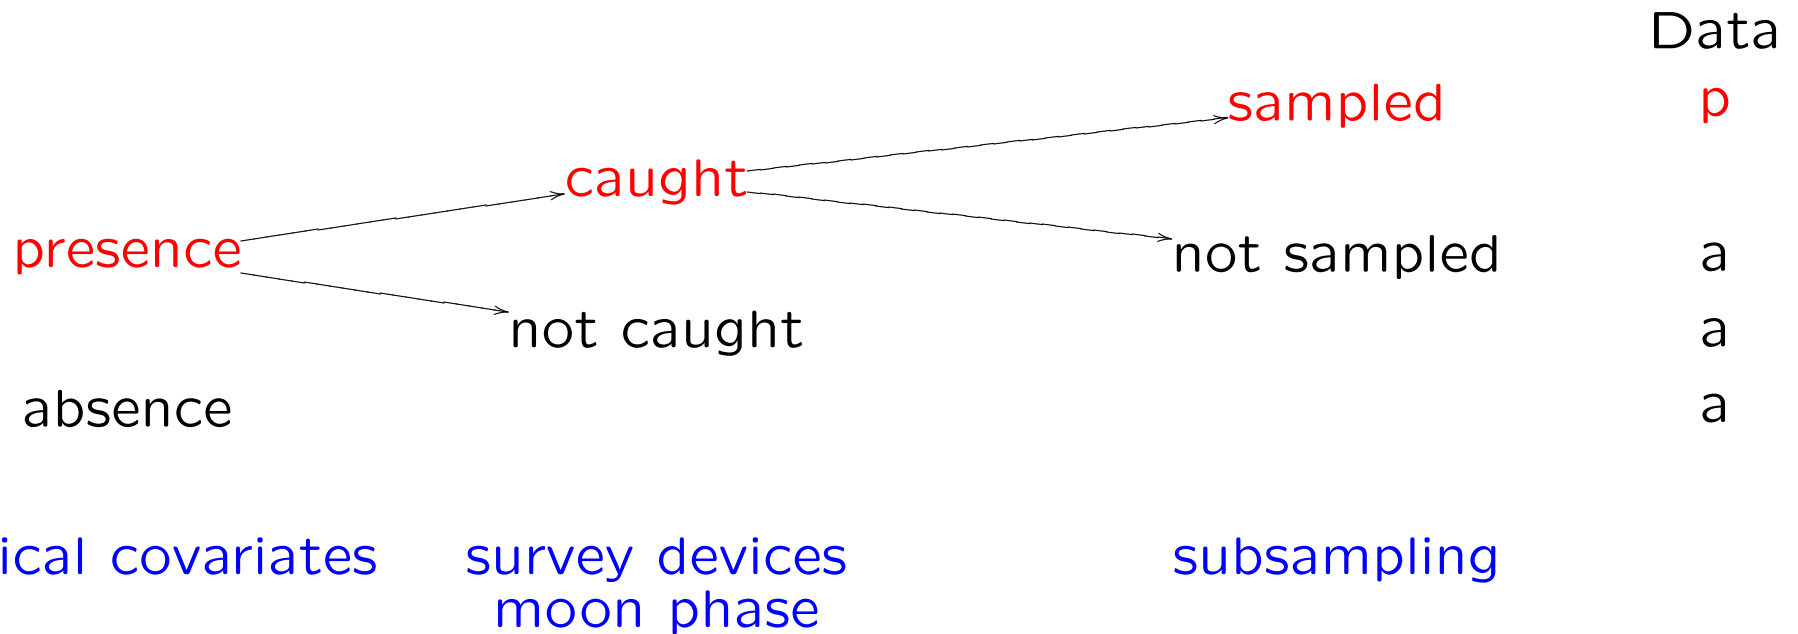 Data
sampled p
caught
presence
not sampled a
not caught a
absence a
ical covariates survey devices subsampling
moon phase